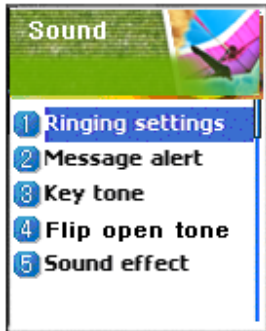 Sound
1 Ringing settings
2 Message alert
3 Key tone
4 Flip open tone
5 Sound effect